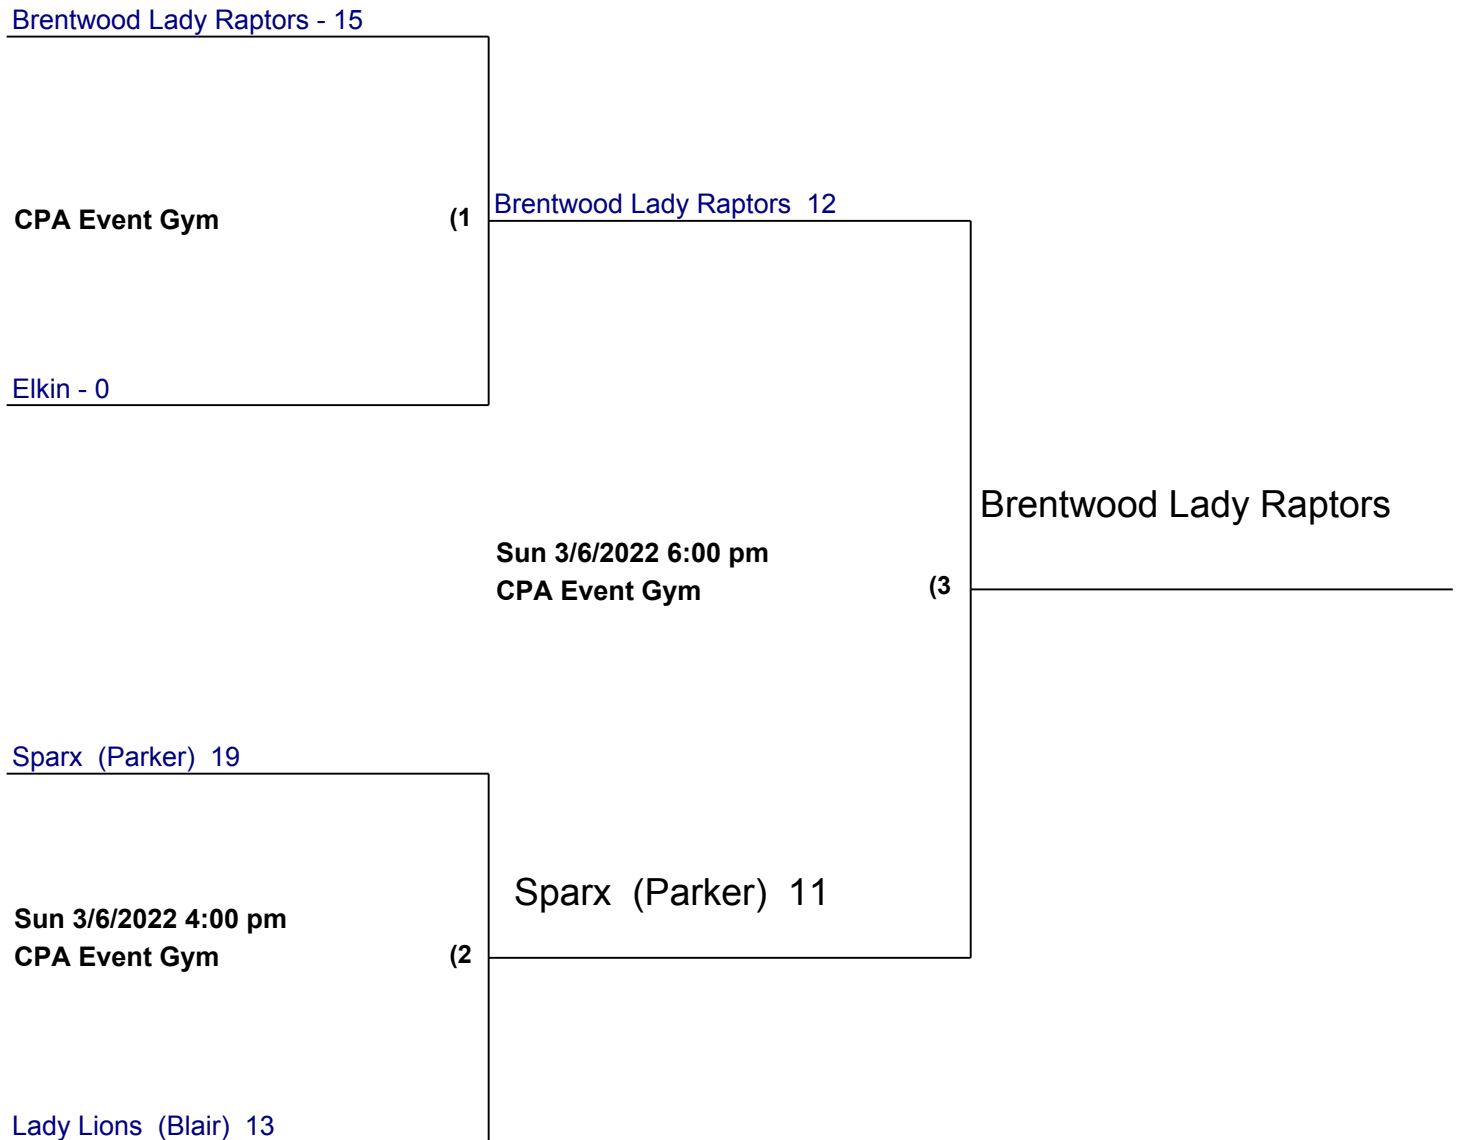 Brentwood Lady Raptors - 15
CPA Event Gym (1
Brentwood Lady Raptors 12
Elkin - 0
Brentwood Lady Raptors
Sun 3/6/2022 6:00 pm
CPA Event Gym (3
Sparx (Parker) 19
Sparx (Parker) 11
Sun 3/6/2022 4:00 pm
CPA Event Gym (2
Lady Lions (Blair) 13